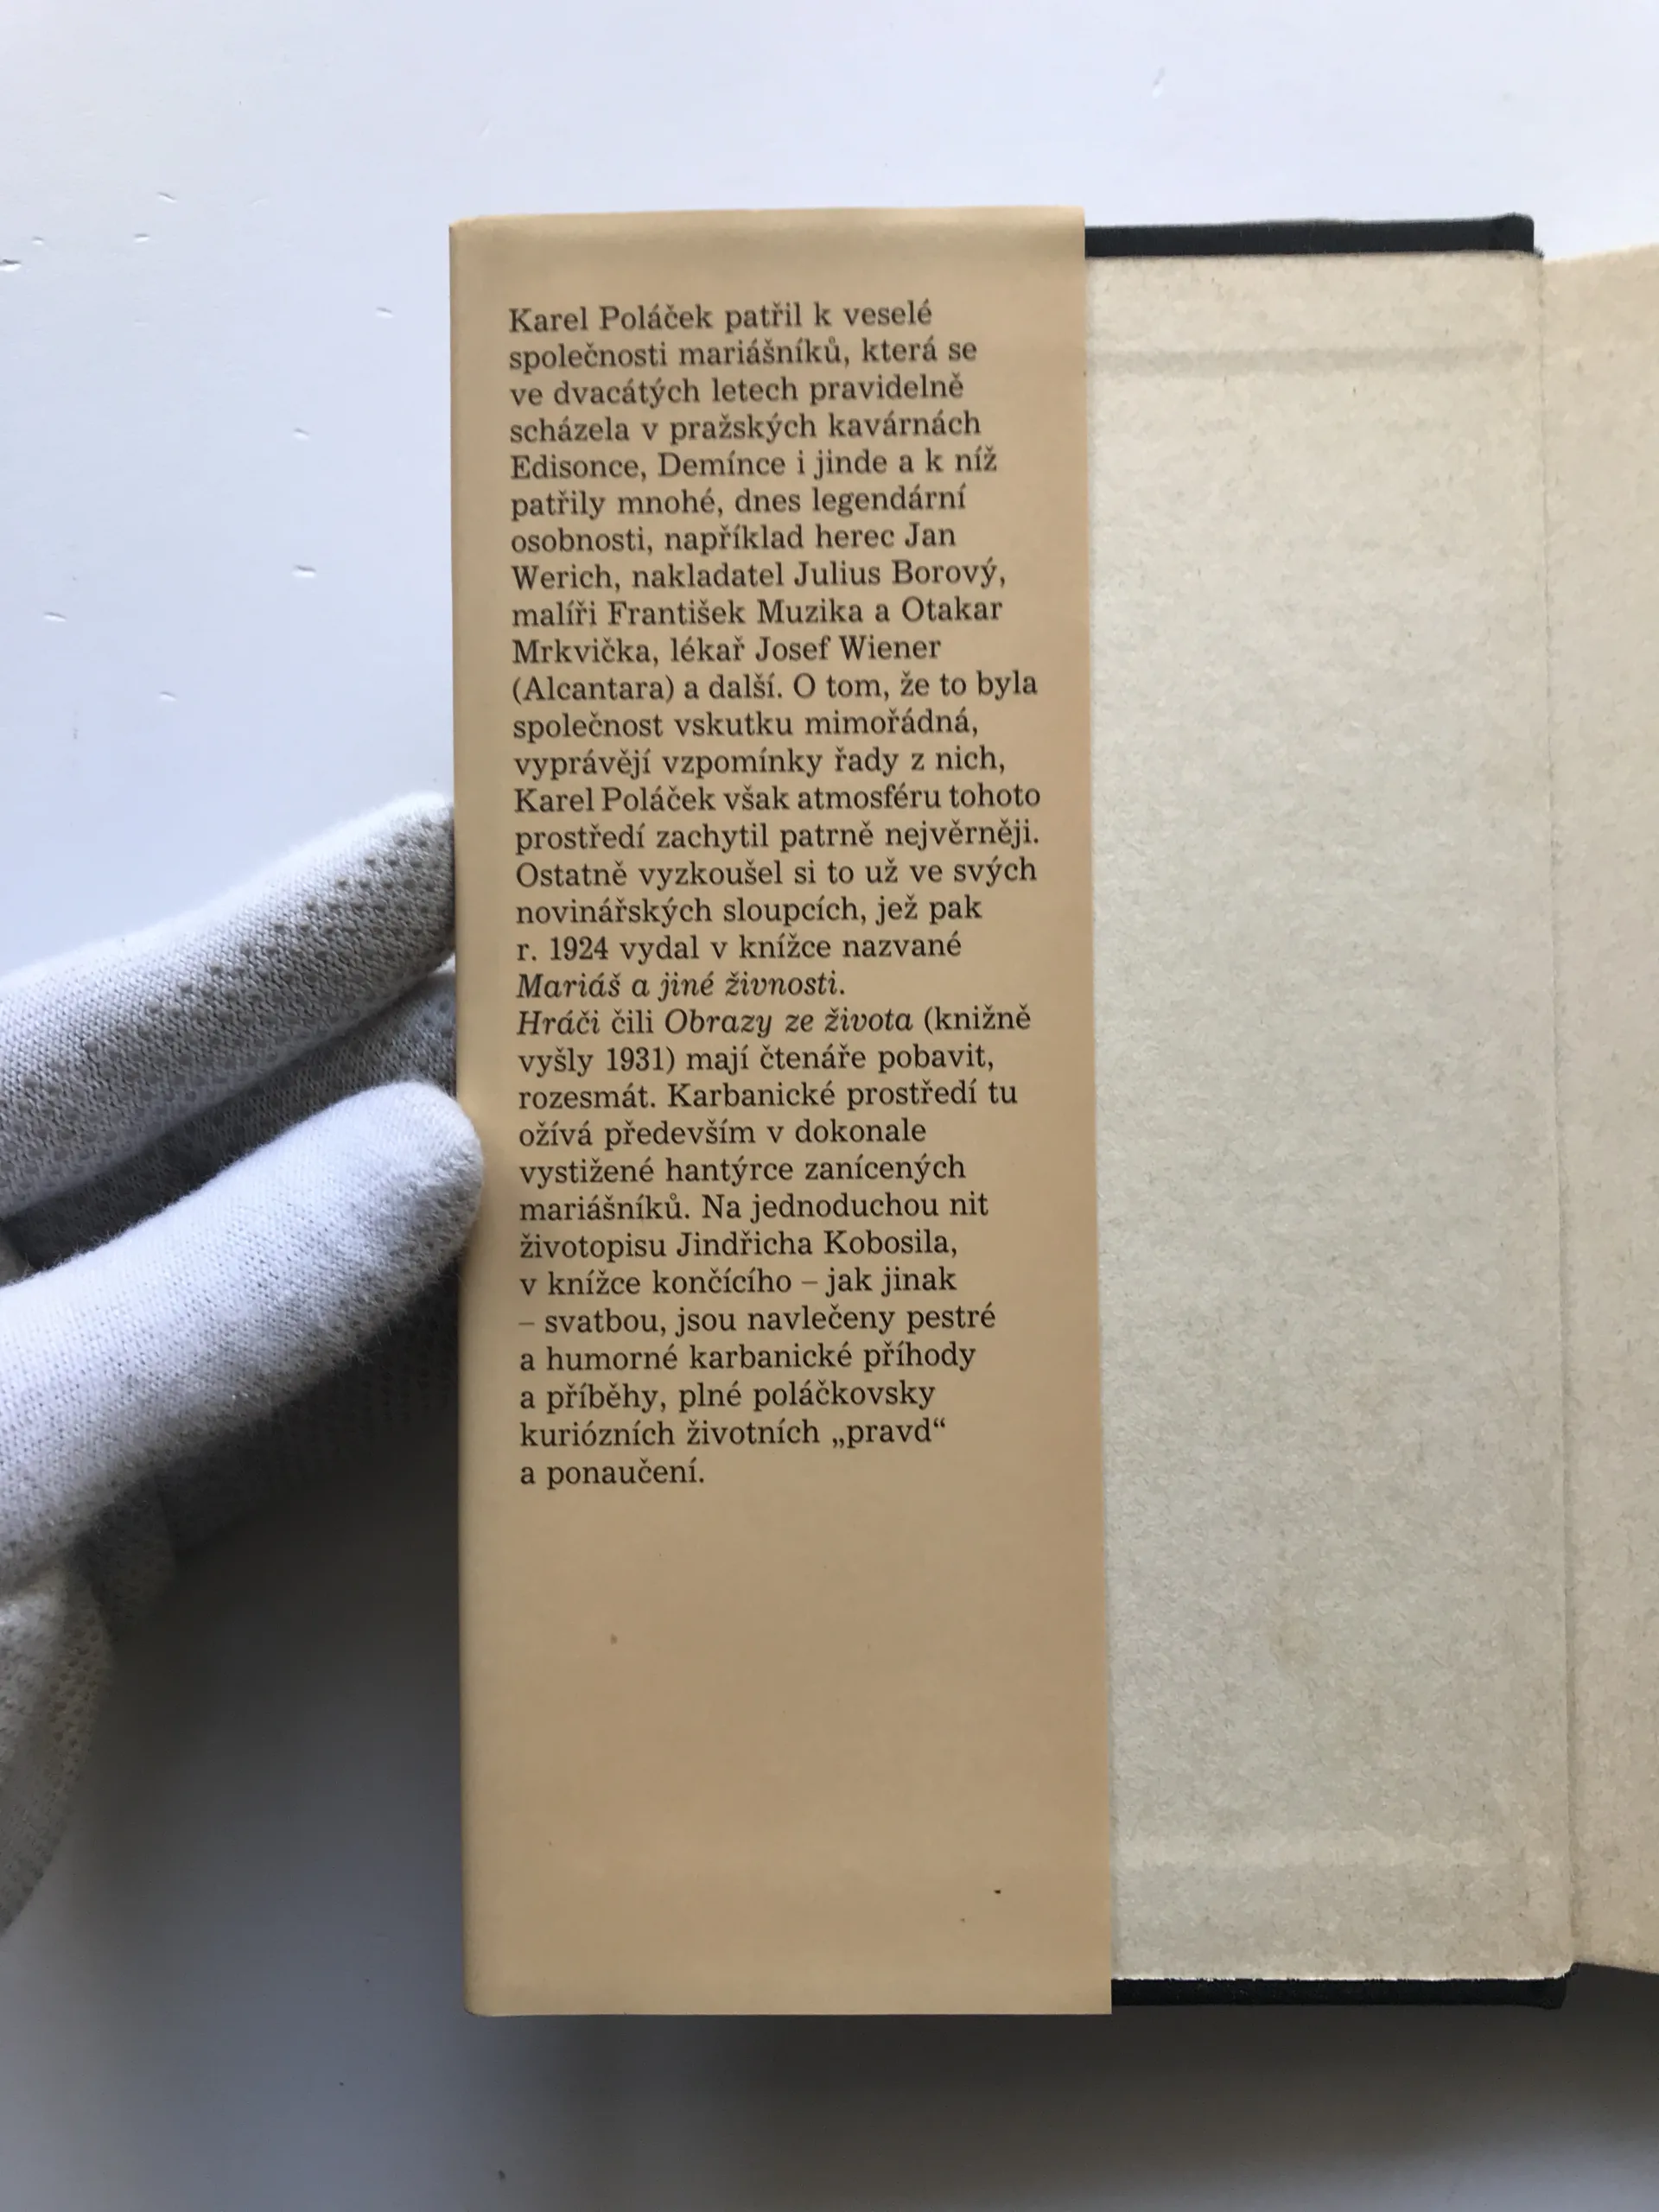 Karel Poláček patřil k veselé
společnosti mariášníků, která se
ve dvacátých letech pravidelně
scházela v pražských kavárnách
Edisonce, Demínce i jinde a k níž
patřily mnohé, dnes legendární
osobnosti, například herec Jan
Werich, nakladatel Julius Borový,
malíři František Muzika a Otakar
Mrkvička, lékař Josef Wiener
(Alcantara) a další. O tom, že to byla
společnost vskutku mimořádná,
vyprávějí vzpomínky řady z nich,
Karel Poláček však atmosféru tohoto
prostředí zachytil patrně nejvěrněji.
Ostatně vyzkoušel si to už ve svých
novinářských sloupcích, jež pak
r. 1924 vydal v knížce nazvané
Mariáš a jiné živnosti.
Hráči čili Obrazy ze života (knižně
vyšly 1931) mají čtenáře pobavit,
rozesmát. Karbanické prostředí tu
ožívá především v dokonale
vystižené hantýrce zanícených
mariášníků. Na jednoduchou nit
životopisu Jindřicha Kobosila,
v knížce končícího – jak jinak
– svatbou, jsou navlečeny pestré
a humorné karbanické příhody
a příběhy, plné poláčkovsky
kuriózních životních „pravd“
a ponaučení.